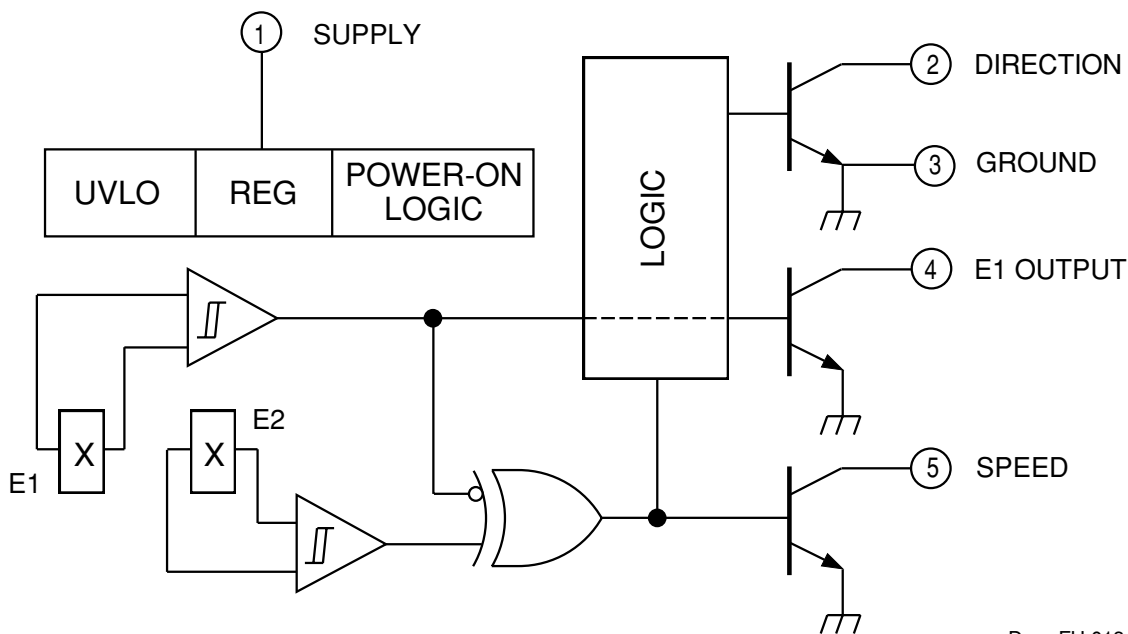 1 SUPPLY
UVLO
REG
POWER-ON
LOGIC
LOGIC
2 DIRECTION
3 GROUND
4 E1 OUTPUT
5 SPEED
X
E1
X
E2